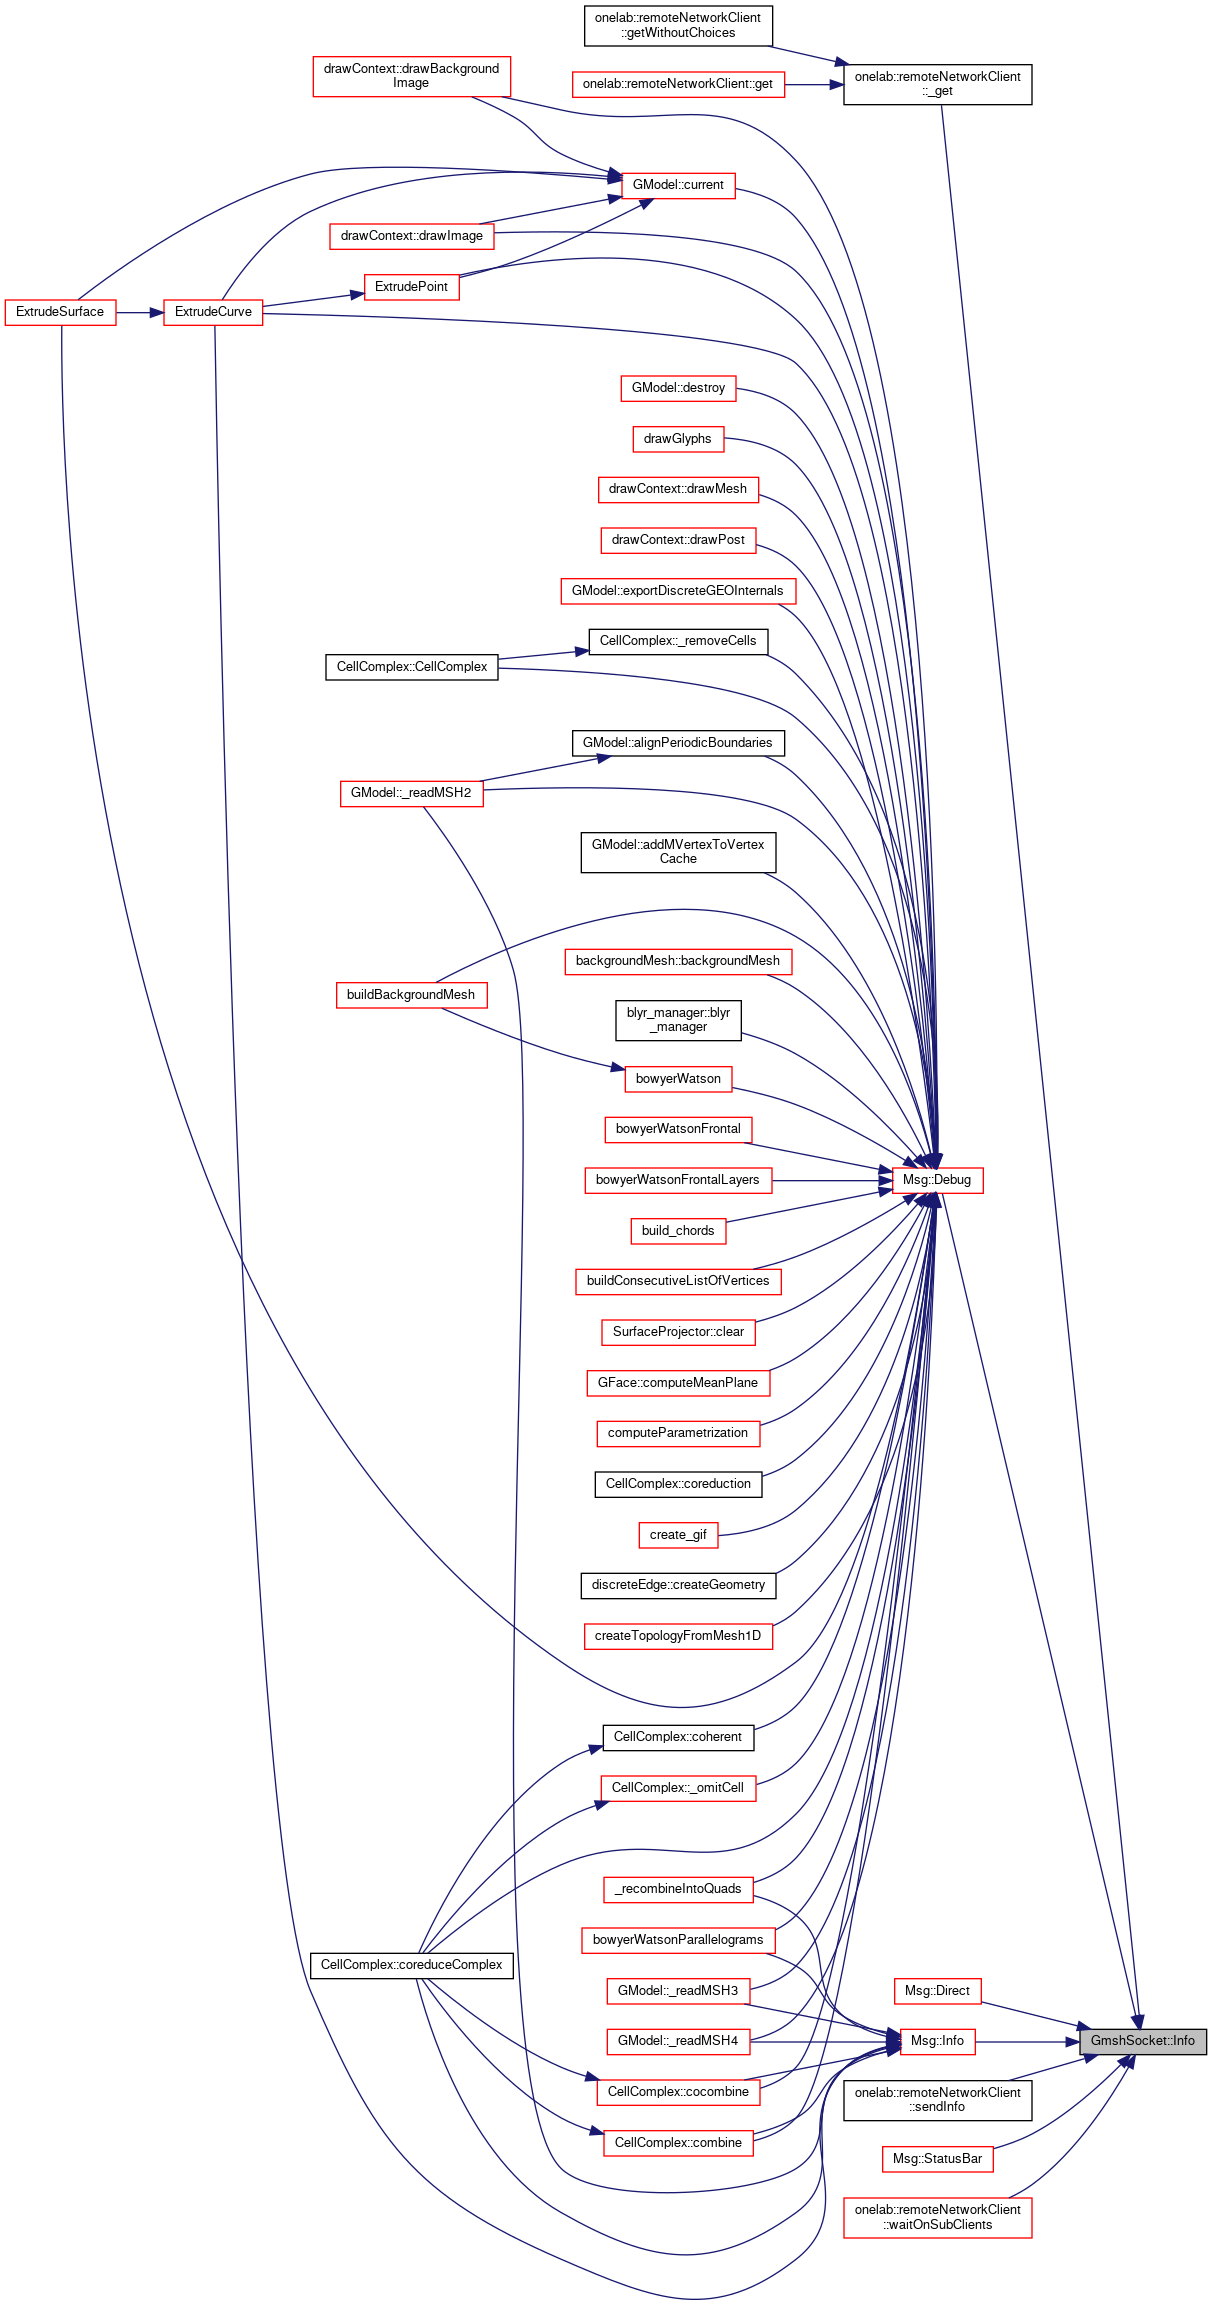 onelab::remoteNetworkClient
::getWithoutChoices
drawContext::drawBackground
Image
onelab::remoteNetworkClient::get
onelab::remoteNetworkClient
::_get
GModel::current
drawContext::drawImage
ExtrudePoint
ExtrudeSurface
ExtrudeCurve
GModel::destroy
drawGlyphs
drawContext::drawMesh
drawContext::drawPost
GModel::exportDiscreteGEOInternals
CellComplex::_removeCells
CellComplex::CellComplex
GModel::alignPeriodicBoundaries
GModel::_readMSH2
GModel::addMVertexToVertex
Cache
backgroundMesh::backgroundMesh
buildBackgroundMesh
blyr_manager::blyr
_manager
bowyerWatson
bowyerWatsonFrontal
bowyerWatsonFrontalLayers
Msg::Debug
build_chords
buildConsecutiveListOfVertices
SurfaceProjector::clear
GFace::computeMeanPlane
computeParametrization
CellComplex::coreduction
create_gif
discreteEdge::createGeometry
createTopologyFromMesh1D
CellComplex::coherent
CellComplex::_omitCell
_recombineIntoQuads
bowyerWatsonParallelograms
CellComplex::coreduceComplex
GModel::_readMSH3
Msg::Direct
GModel::_readMSH4
Msg::Info
GmshSocket::Info
CellComplex::cocombine
onelab::remoteNetworkClient
::sendInfo
CellComplex::combine
Msg::StatusBar
onelab::remoteNetworkClient
::waitOnSubClients